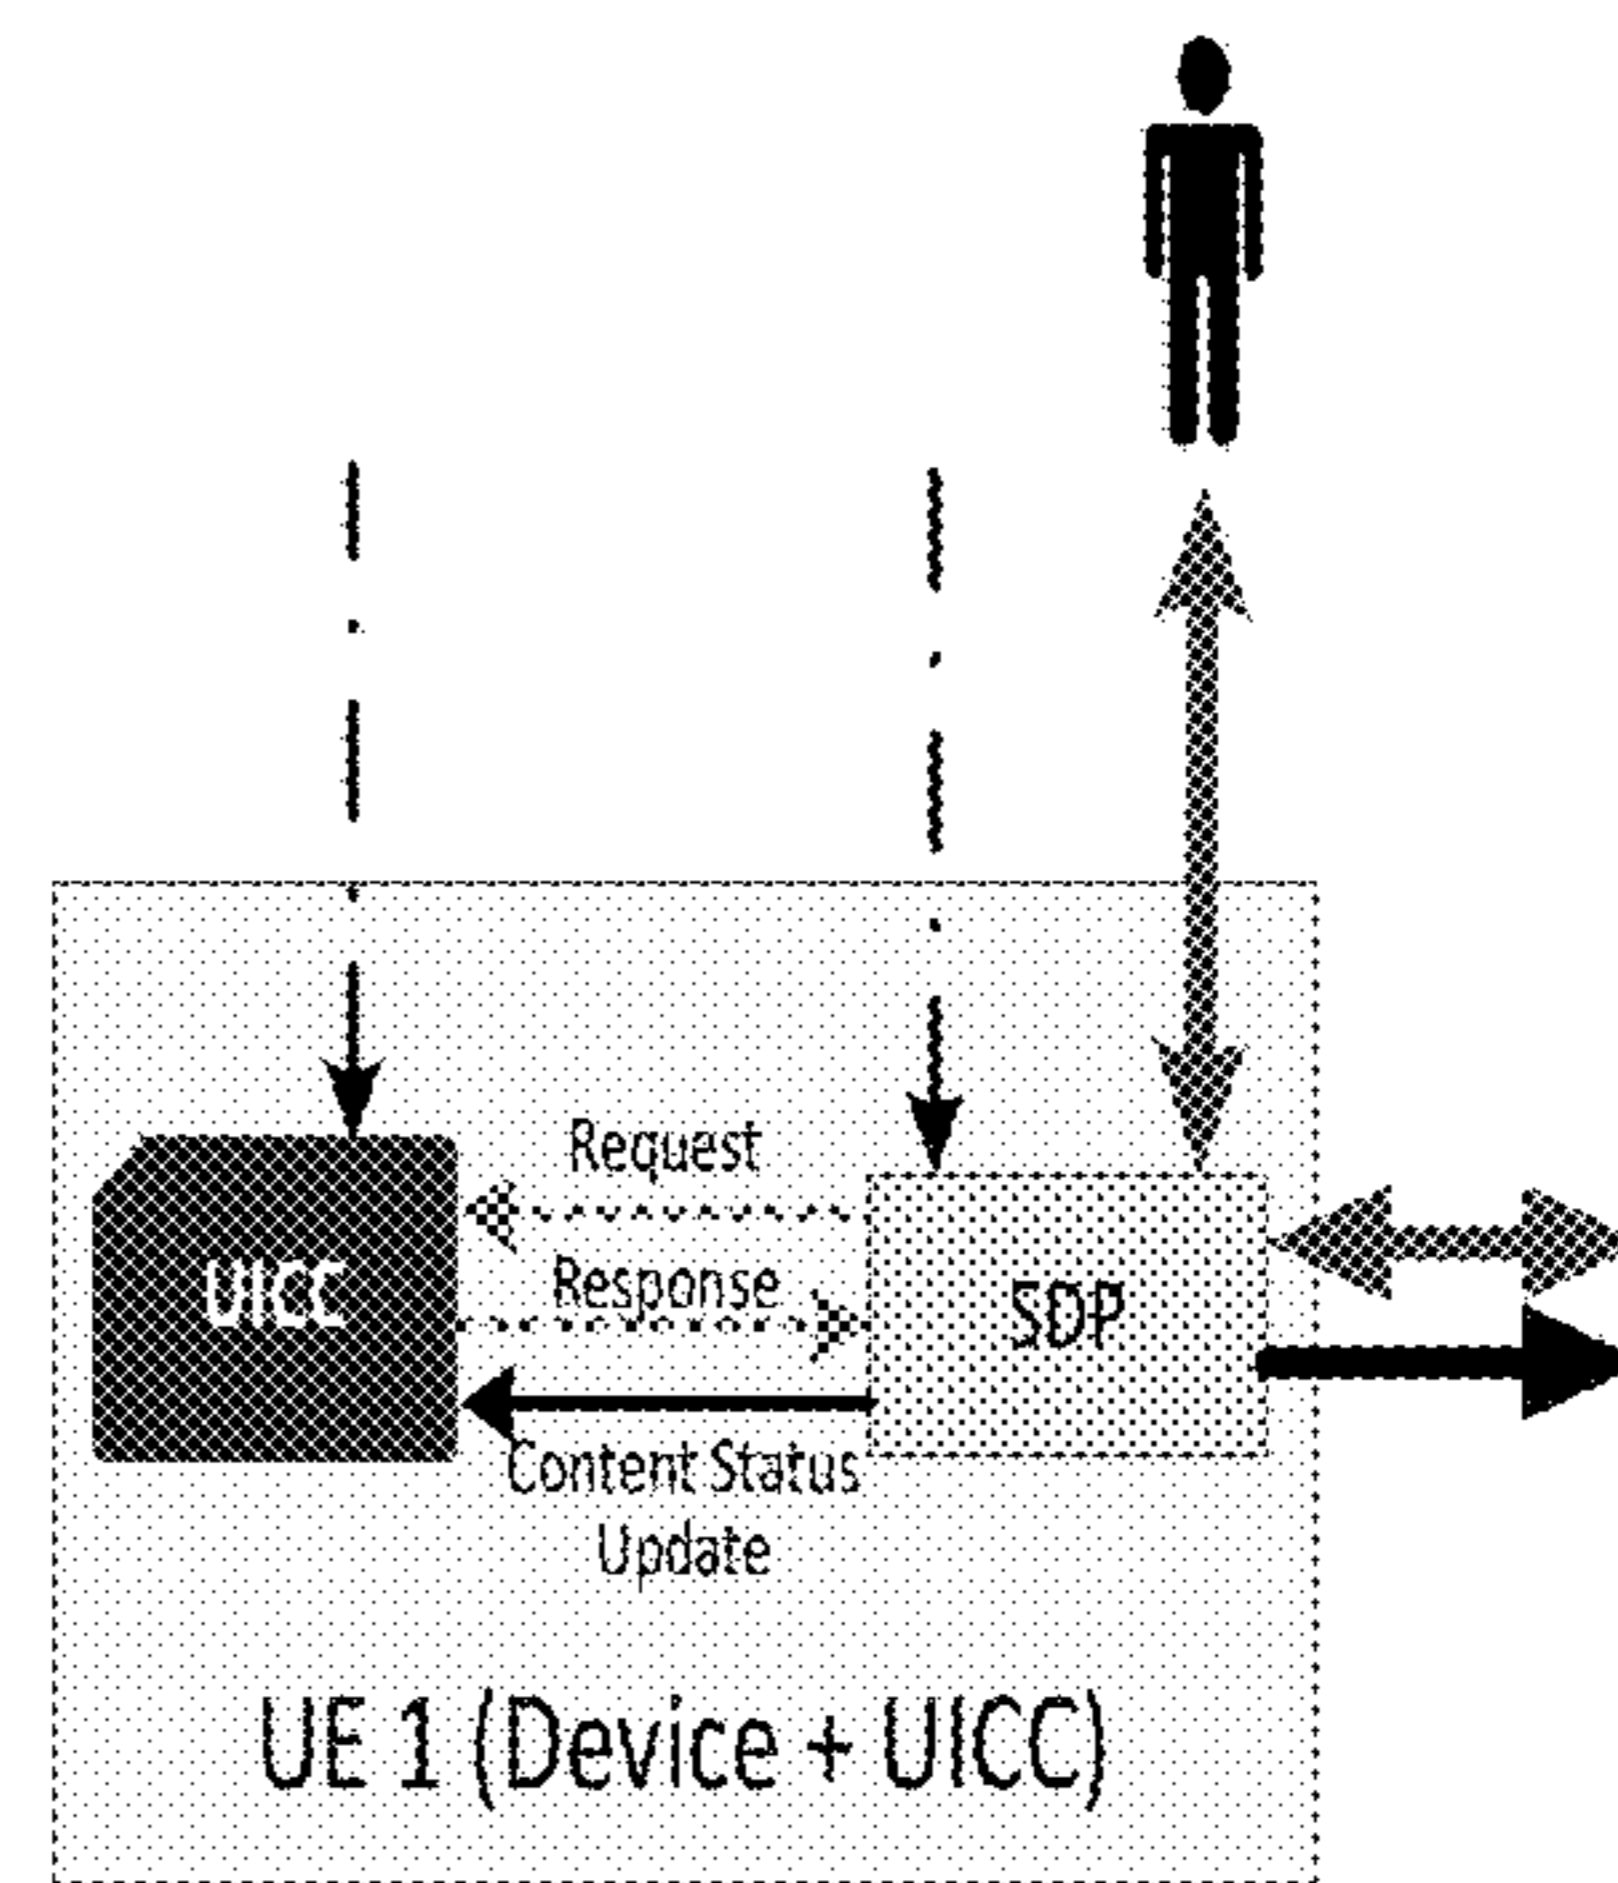 Request
UICC
Response
SDP
Content Status
Update
UE 1 (Device + UICC)